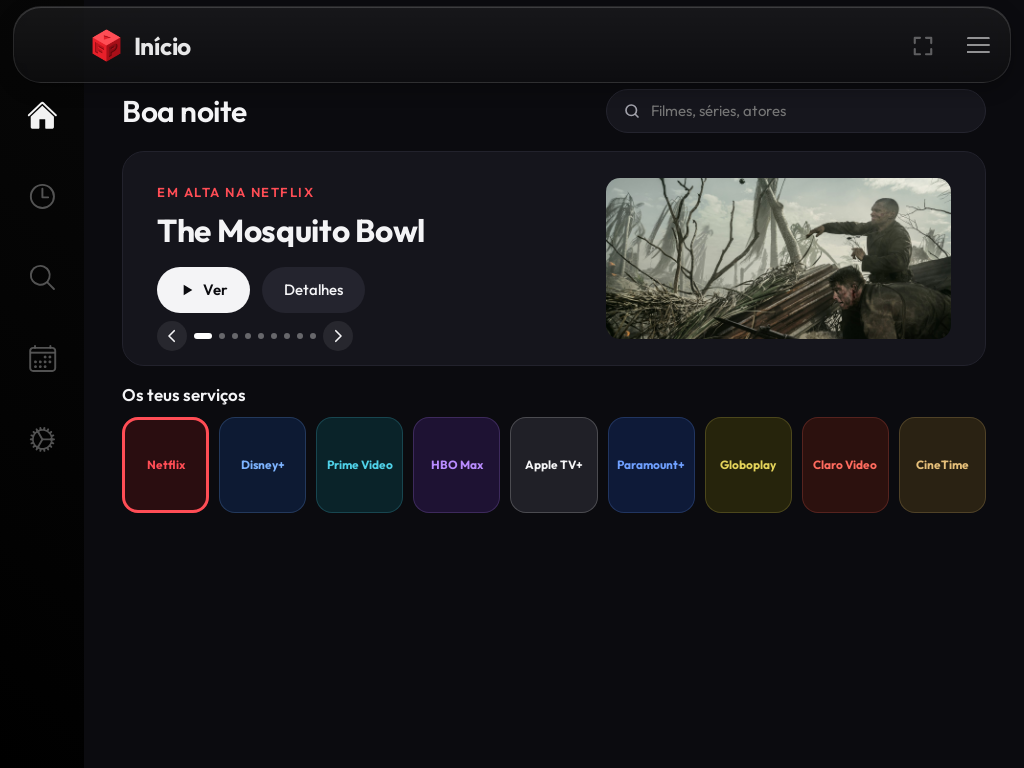 Início
Boa noite
Filmes, séries, atores
EM ALTA NA NETFLIX
The Mosquito Bowl
Ver
Detalhes
Os teus serviços
Netflix
Disney+
Prime Video
HBO Max
Apple TV+
Paramount+
Globoplay
Claro Video
CineTime